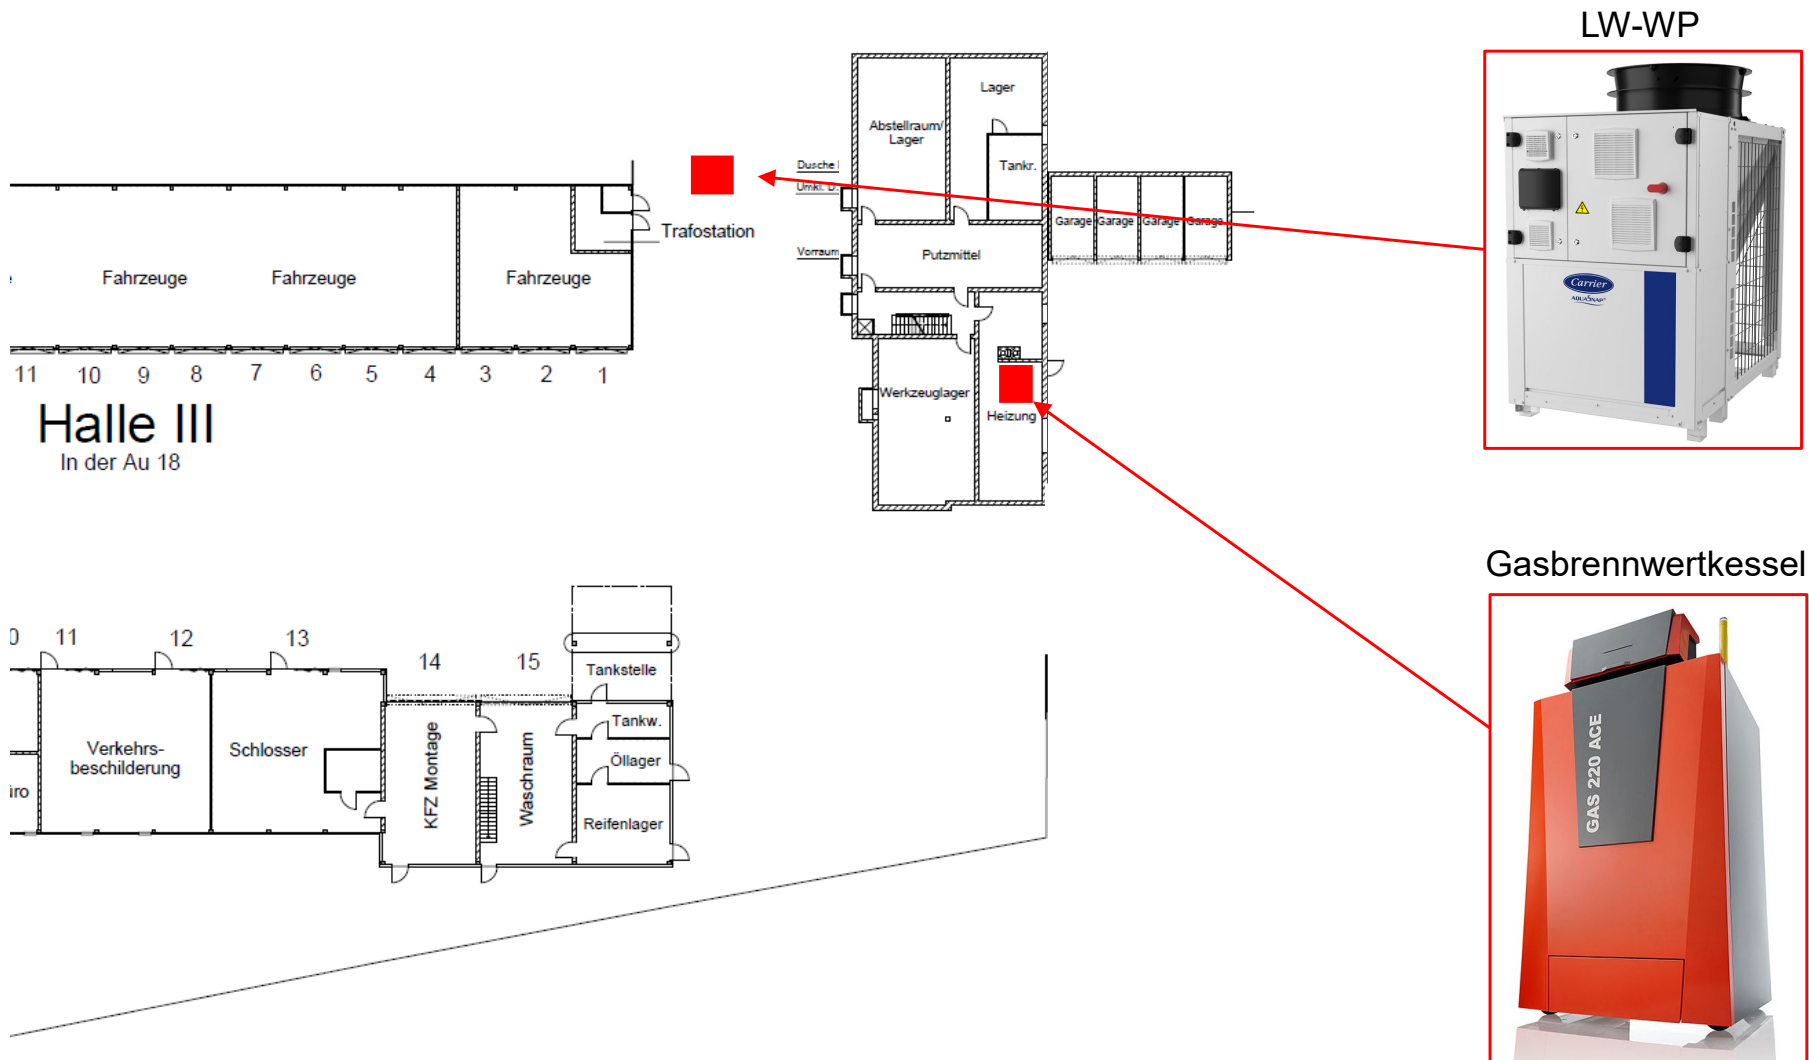 LW-WP
Lager
Abstellraum/
Lager
Tankr.
Dusche
Umkl. D.
Garage
Garage
Garage
Garage
Trafostation
Vorraum
Putzmittel
Fahrzeuge
Fahrzeuge
Fahrzeuge
11 10 9 8 7 6 5 4 3 2 1
Halle III
In der Au 18
Werkzeuglager
Heizung
Carrier
AQUASNAP
Gasbrennwertkessel
11 12 13 14 15
Tankstelle
Tankw.
Öllager
Reifenlager
Verkehrs-
beschilderung
Schlosser
KFZ Montage
Waschraum
GAS 220 ACE